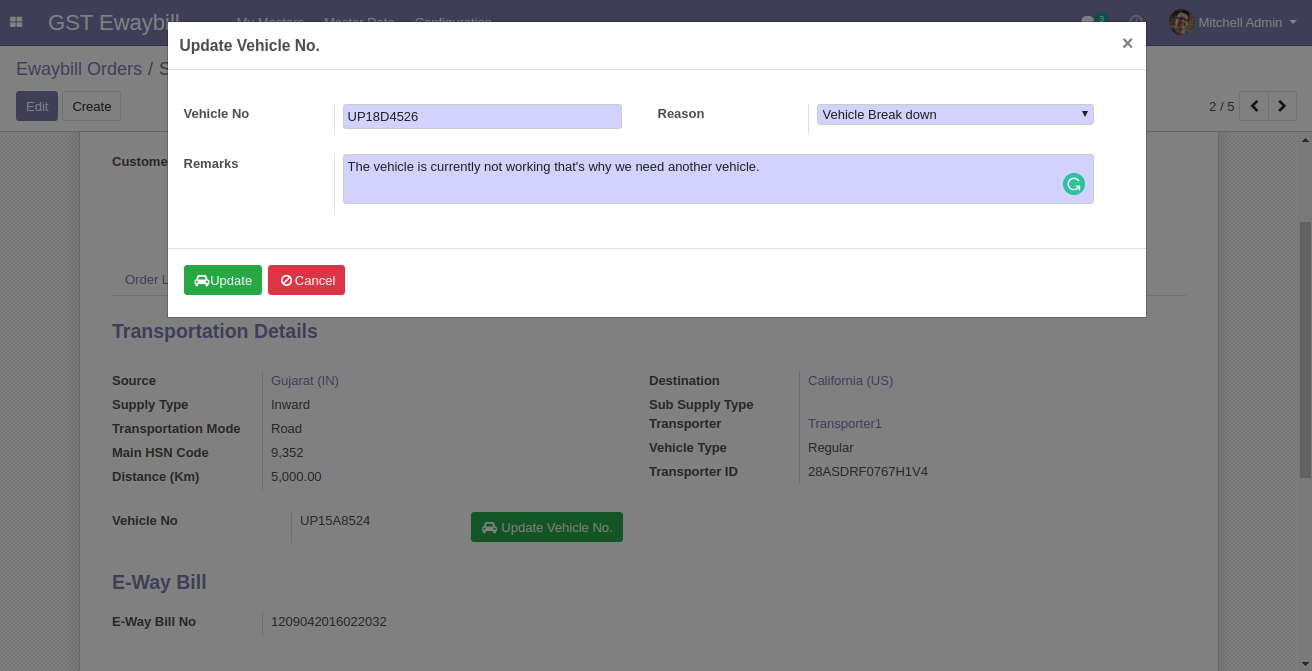 GST Ewaybill My Masters Master Data Configuration 3 Mitchell Admin
Update Vehicle No. ×
Ewaybill Orders / S
Edit Create 2 / 5
Vehicle No UP18D4526 Reason Vehicle Break down
Remarks The vehicle is currently not working that's why we need another vehicle.
Custome
Update Cancel
Order L
Transportation Details
Source Gujarat (IN) Destination California (US)
Supply Type Inward Sub Supply Type
Transportation Mode Road Transporter Transporter1
Main HSN Code 9,352 Vehicle Type Regular
Distance (Km) 5,000.00 Transporter ID 28ASDRF0767H1V4
Vehicle No UP15A8524 Update Vehicle No.
E-Way Bill
E-Way Bill No 1209042016022032